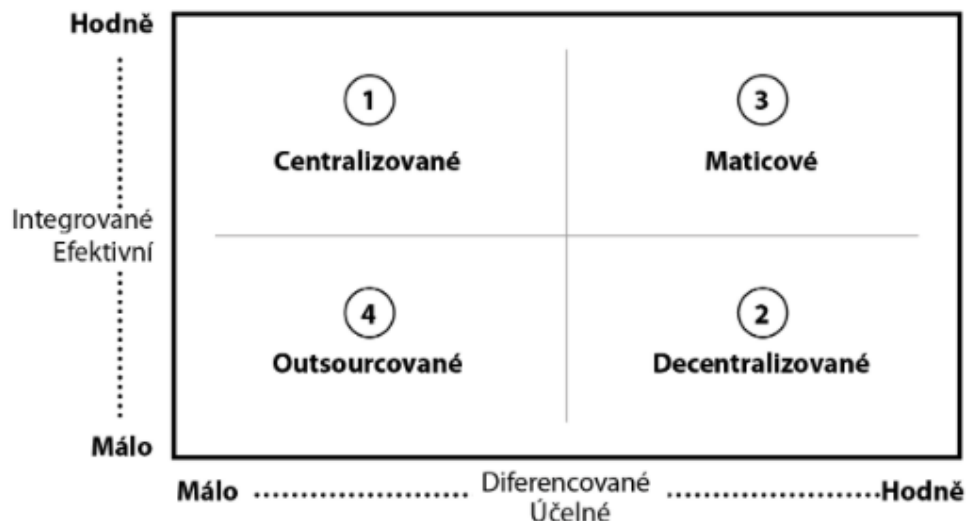 Hodně
1
3
Centralizované
Maticové
Integrované
Efektivní
4
2
Outsourcované
Decentralizované
Málo
Málo
Diferencované
Hodně
Účelné